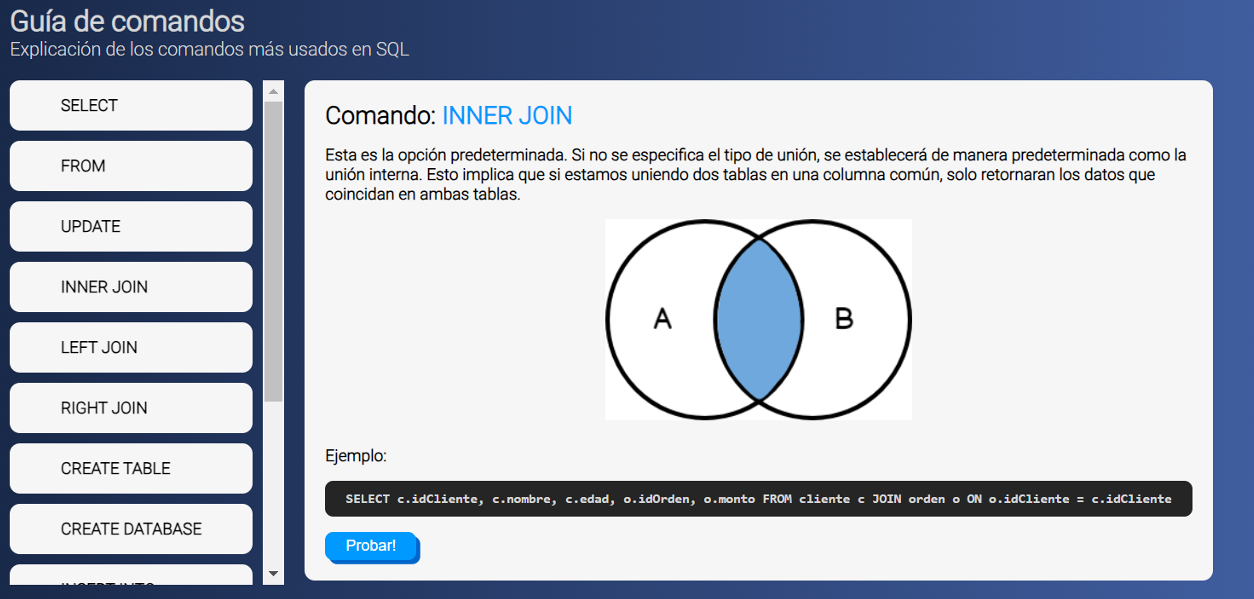 Guía de comandos
Explicación de los comandos más usados en SQL
SELECT
FROM
UPDATE
INNER JOIN
LEFT JOIN
RIGHT JOIN
CREATE TABLE
CREATE DATABASE
INSERT INTO
Comando: INNER JOIN
Esta es la opción predeterminada. Si no se especifica el tipo de unión, se establecerá de manera predeterminada como la
unión interna. Esto implica que si estamos uniendo dos tablas en una columna común, solo retornaran los datos que
coincidan en ambas tablas.
A
B
Ejemplo:
SELECT c.idCliente, c.nombre, c.edad, o.idOrden, o.monto FROM cliente c JOIN orden o ON o.idCliente = c.idCliente
Probar!